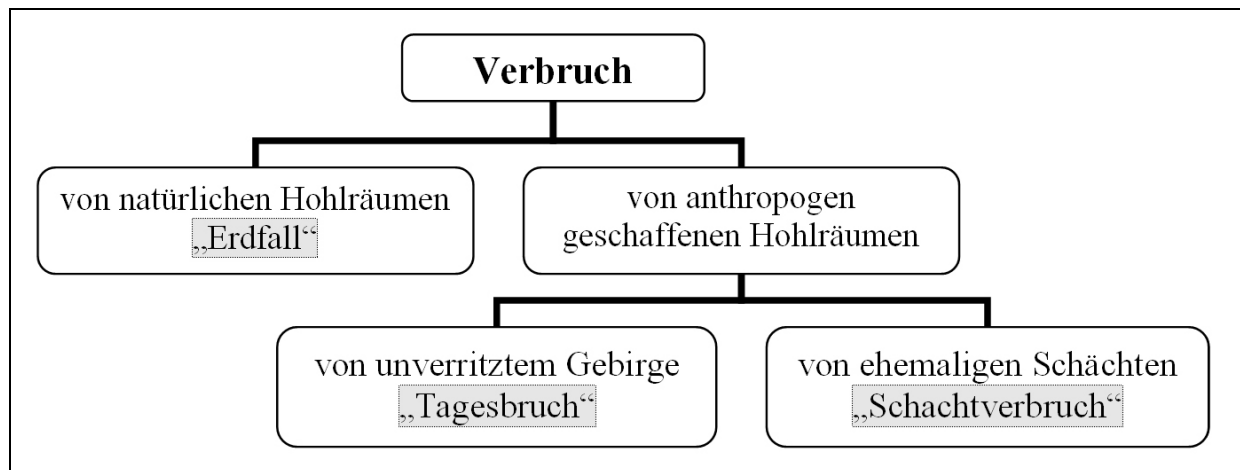 Verbruch
von natürlichen Hohlräumen
„Erdfall“
von anthropogen
geschaffenen Hohlräumen
von unverritztem Gebirge
„Tagesbruch“
von ehemaligen Schächten
„Schachtverbruch“